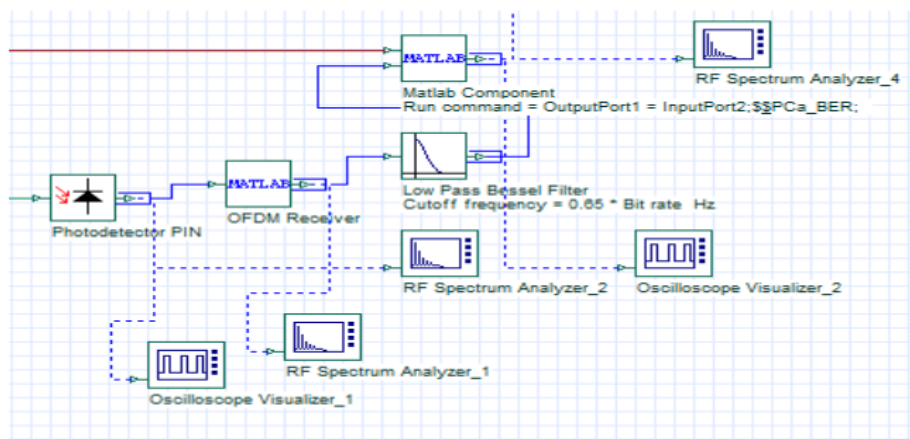 MATLAB
RF Spectrum Analyzer_4
Matlab Component
Run command = OutputPort1 = InputPort2;$$PCa_BER;
MATLAB
Low Pass Bessel Filter
Cutoff frequency = 0.65 * Bit rate Hz
OFDM Receiver
Photodetector PIN
RF Spectrum Analyzer_2
Oscilloscope Visualizer_2
RF Spectrum Analyzer_1
Oscilloscope Visualizer_1